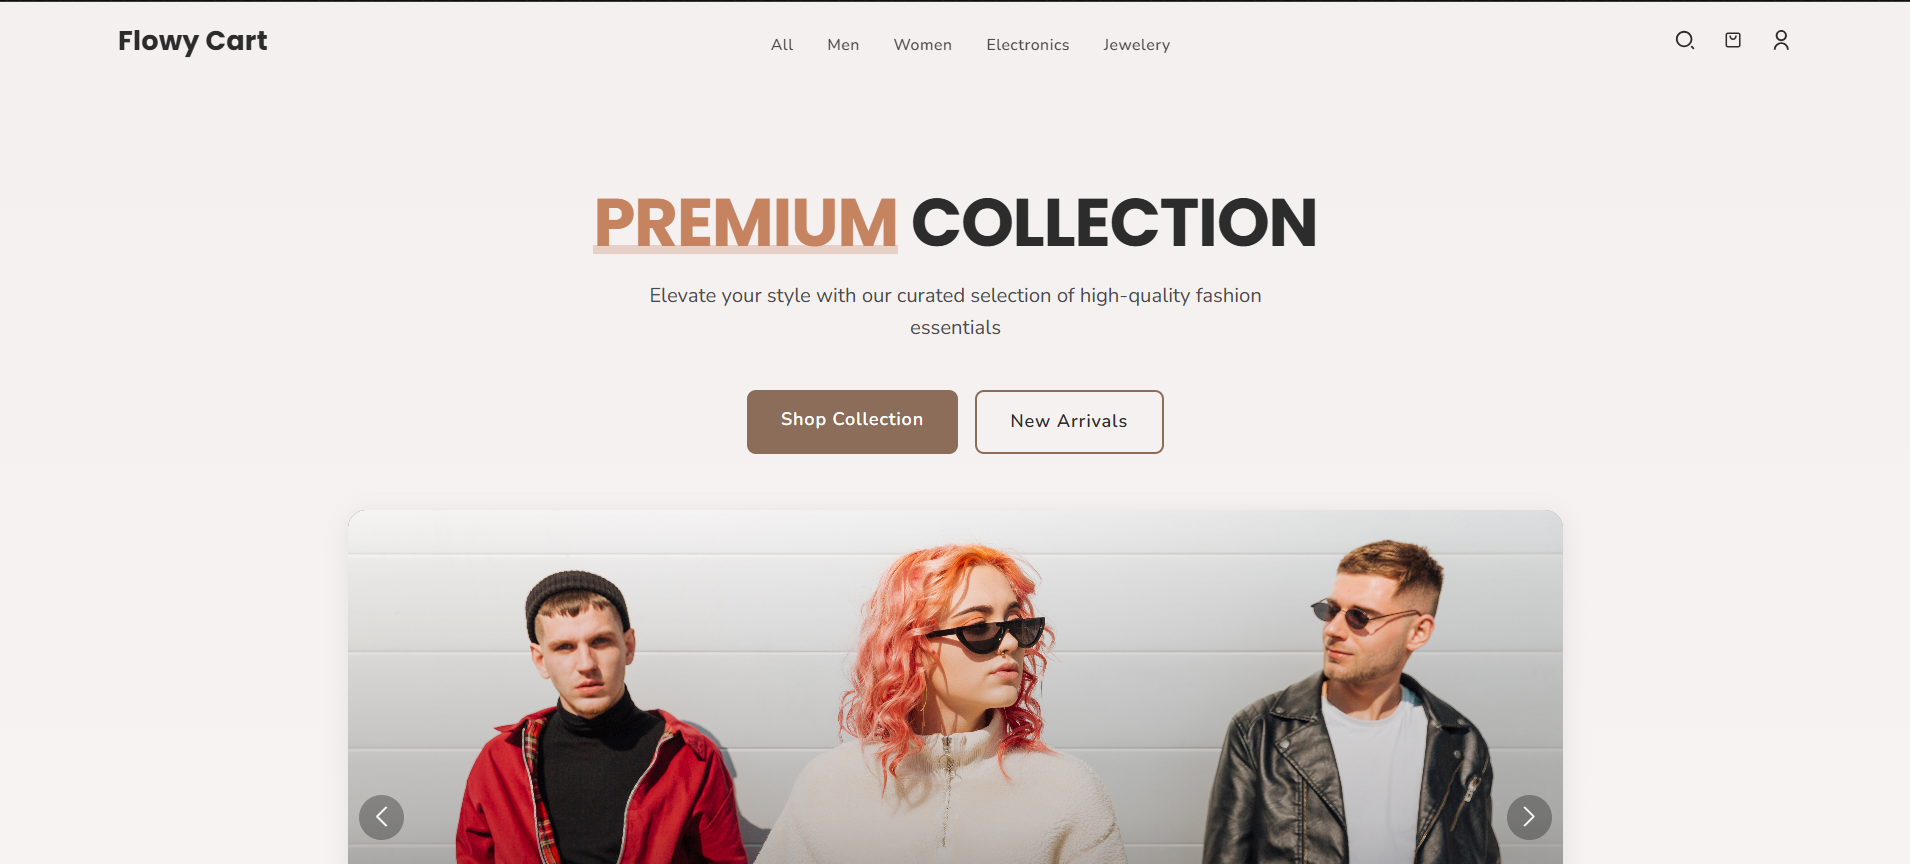 Flowy Cart
All Men Women Electronics Jewelery
PREMIUM COLLECTION
Elevate your style with our curated selection of high-quality fashion
essentials
Shop Collection
New Arrivals